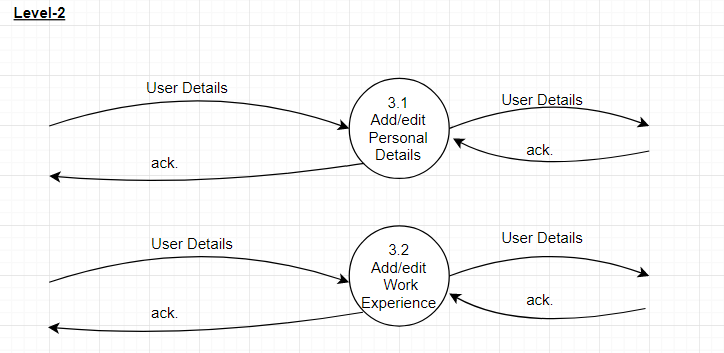 Level-2
User Details
3.1
Add/edit
Personal
Details
User Details
ack.
ack.
User Details
3.2
Add/edit
Work
Experience
User Details
ack.
ack.